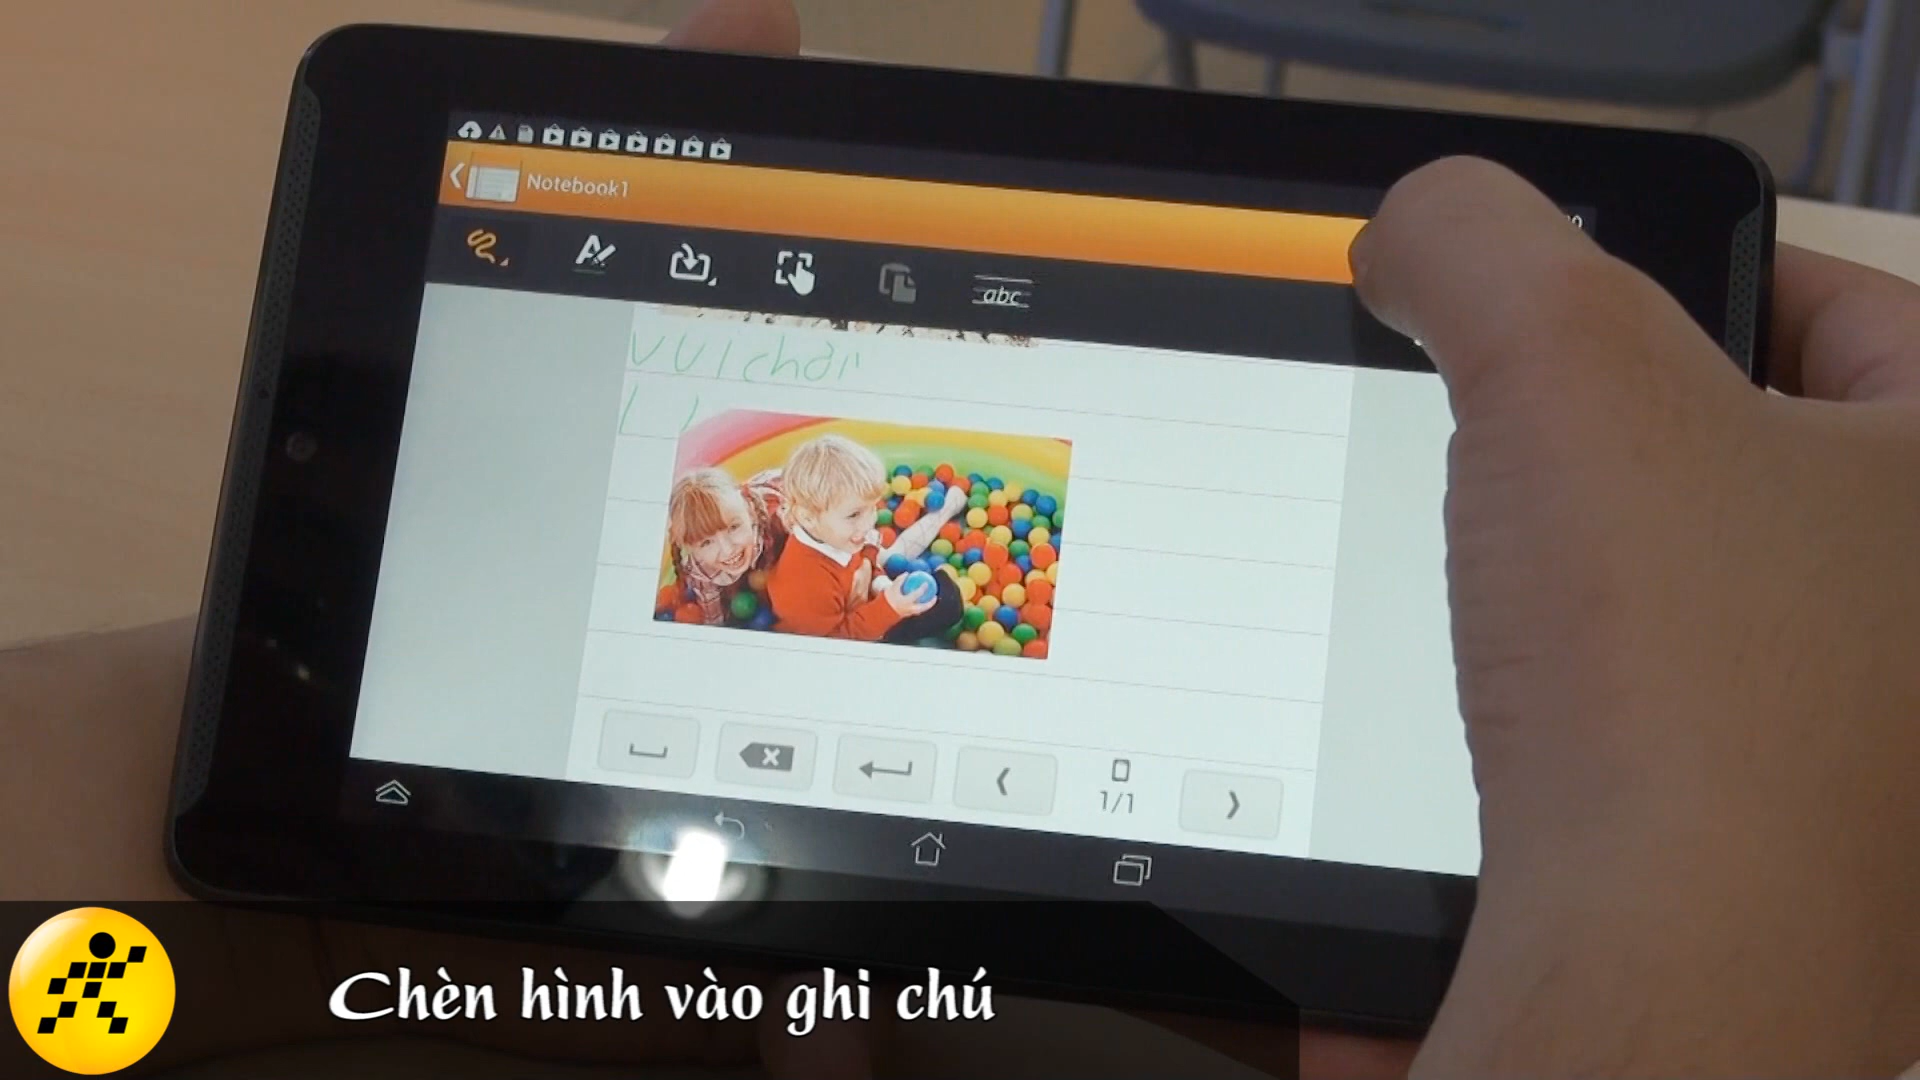 Notebook1
abc
vui chơi
1/1
Chèn hình vào ghi chú